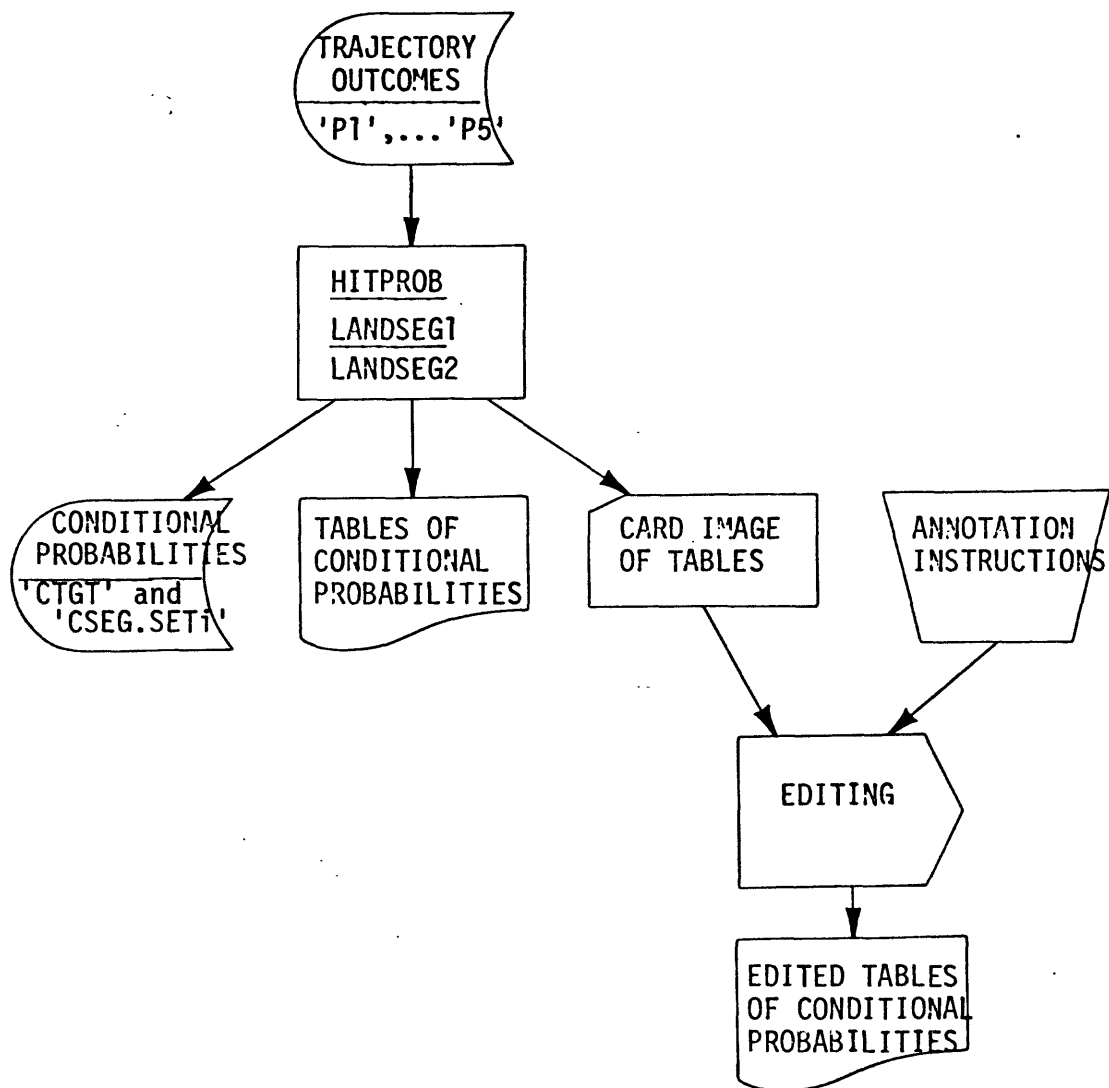 TRAJECTORY
OUTCOMES
'P1',...'P5'
HITPROB
LANDSEG1
LANDSEG2
CONDITIONAL
PROBABILITIES
'CTGT' and
'CSEG.SETi'
TABLES OF
CONDITIONAL
PROBABILITIES
CARD IMAGE
OF TABLES
ANNOTATION
INSTRUCTIONS
EDITING
EDITED TABLES
OF CONDITIONAL
PROBABILITIES